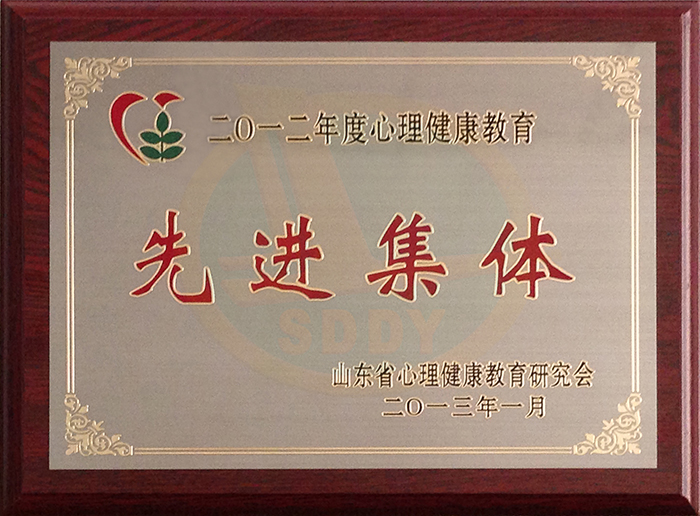 二〇一二年度心理健康教育
先进集体
SDDY
山东省心理健康教育研究会
二〇一三年一月